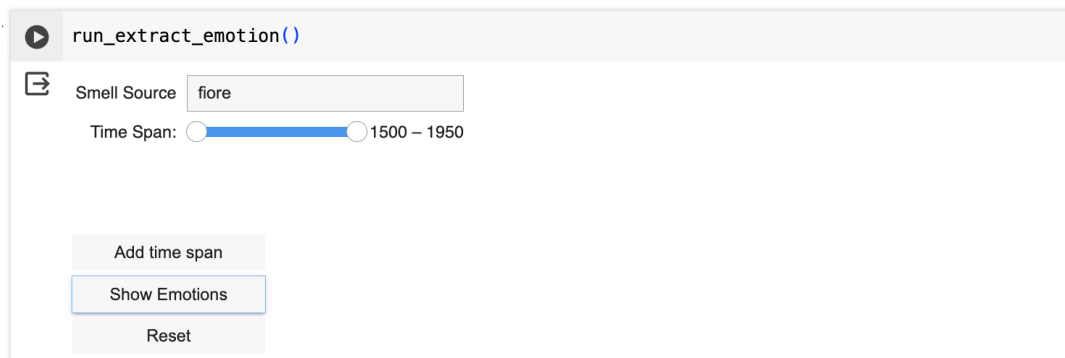 run_extract_emotion()
Smell Source fiore
Time Span: 1500 – 1950
Add time span
Show Emotions
Reset